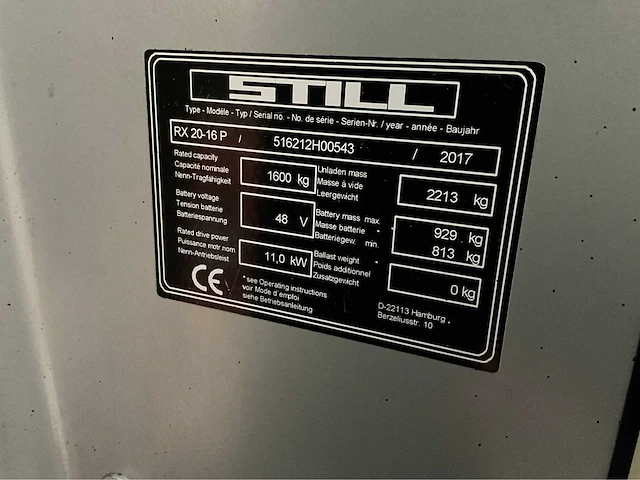 STILL
Type - Modèle - Typ / Serial no. - No. de série - Serien-Nr. / year - année - Baujahr
RX 20-16 P / 516212H00543 / 2017
Rated capacity
Capacité nominale
Nenn-Tragfähigkeit
1600 kg
Unladen mass
Masse à vide
Leergewicht
2213 kg
Battery voltage
Tension batterie
Batteriespannung
48 V
Battery mass max.
Masse batterie *
Batteriegew. min.
929 kg
813 kg
Rated drive power
Puissance motr nom.
Nenn-Antriebsleist
11,0 kW
Ballast weight *
Poids additionnel
Zusatzgewicht
0 kg
CE
* see Operating instructions
voir Mode d'emploi
siehe Betriebsanleitung
D-22113 Hamburg,
Berzeliusstr. 10